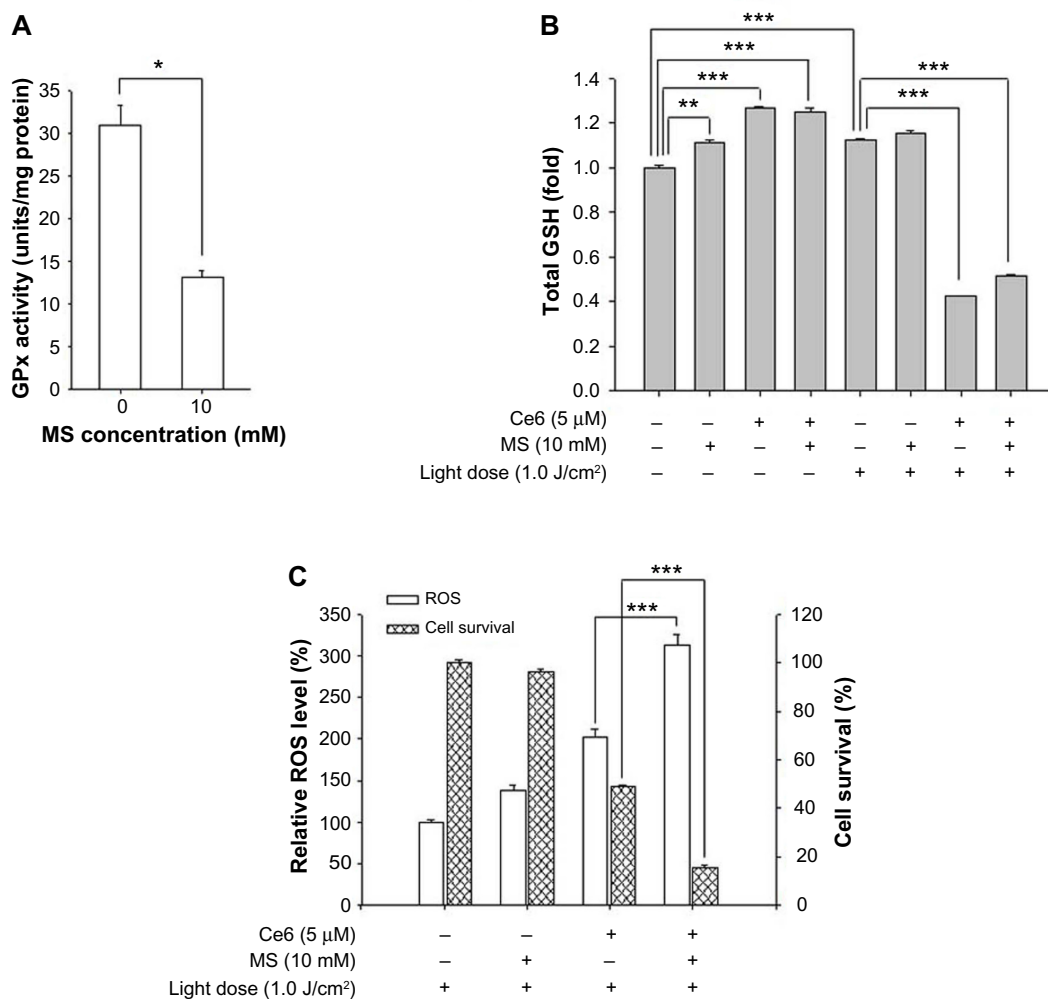 A
*
GPx activity (units/mg protein)
35
30
25
20
15
10
5
0
0 10
MS concentration (mM)
B
***
***
***
***
***
**
Total GSH (fold)
1.4
1.2
1.0
0.8
0.6
0.4
0.2
0.0
Ce6 (5 μM) – – + + – – + +
MS (10 mM) – + – + – + – +
Light dose (1.0 J/cm²) – – – – + + + +
C
***
***
ROS
Cell survival
Relative ROS level (%)
350
300
250
200
150
100
50
0
120
100
80
60
40
20
0
Cell survival (%)
Ce6 (5 μM) – – + +
MS (10 mM) – + – +
Light dose (1.0 J/cm²) + + + +